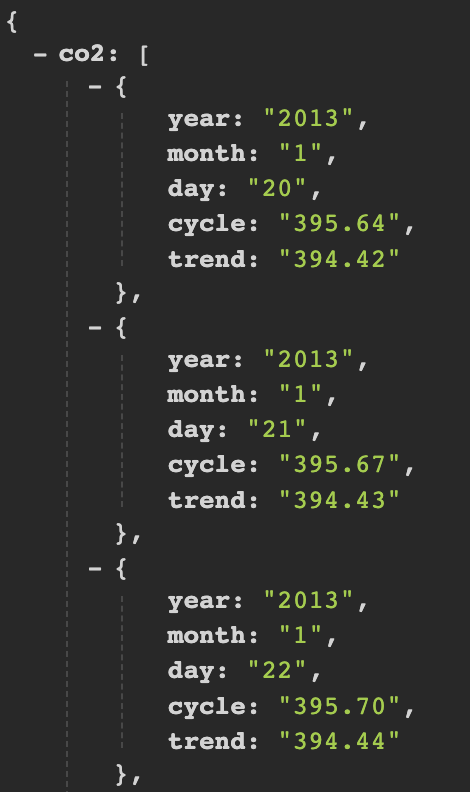 {
- co2: [
- {
year: "2013",
month: "1",
day: "20",
cycle: "395.64",
trend: "394.42"
},
- {
year: "2013",
month: "1",
day: "21",
cycle: "395.67",
trend: "394.43"
},
- {
year: "2013",
month: "1",
day: "22",
cycle: "395.70",
trend: "394.44"
},